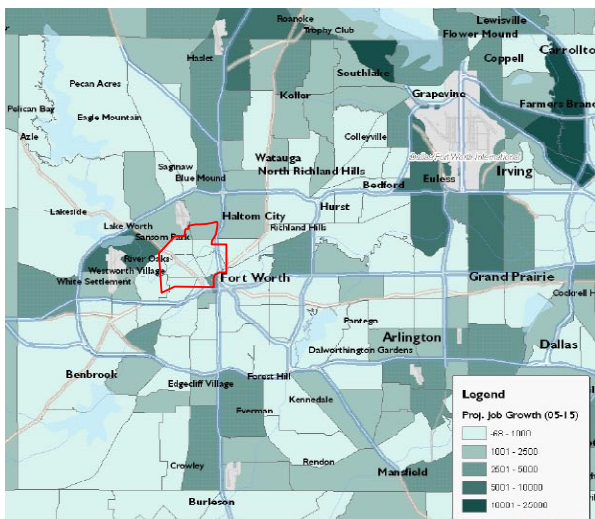 Roanoke
Trophy Club
Lewisville
Flower Mound
Carrollton
Coppell
Haslet
Southlake
Pecan Acres
Keller
Grapevine
Farmers Branch
Pelican Bay
Eagle Mountain
Azle
Colleyville
Watauga
Saginaw
North Richland Hills
Blue Mound
Bedford
Euless
Irving
Lakeside
Haltom City
Hurst
Lake Worth
Sansom Park
Richland Hills
River Oaks
Westworth Village
White Settlement
Fort Worth
Grand Prairie
Cockrell H
Pantego
Arlington
Dallas
Dalworthington Gardens
Benbrook
Forest Hill
Edgecliff Village
Kennedale
Everman
Crowley
Rendon
Mansfield
Burleson
Legend
Proj. Job Growth (05-15)
-68 - 1000
1001 - 2500
2501 - 5000
5001 - 10000
10001 - 25000